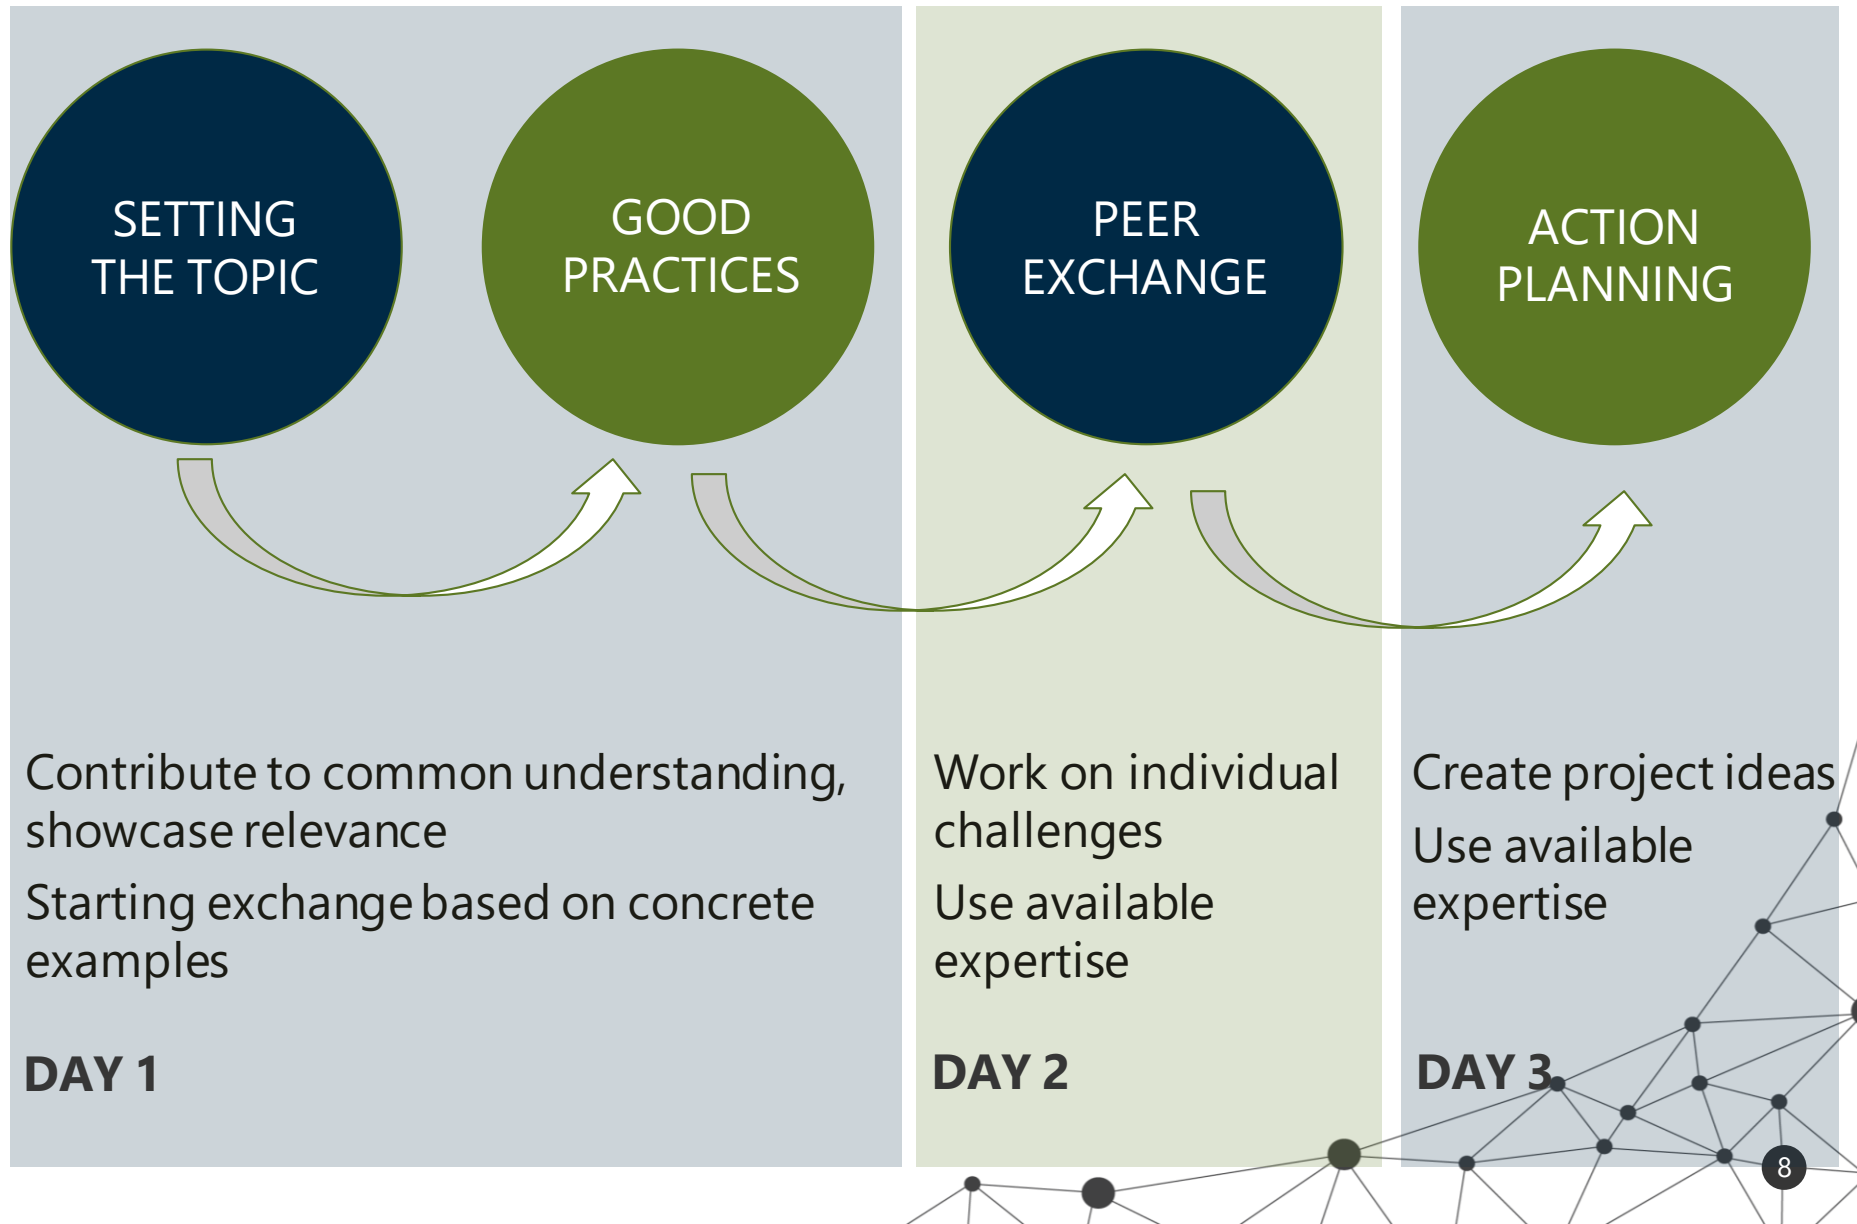 SETTING
THE TOPIC
GOOD
PRACTICES
PEER
EXCHANGE
ACTION
PLANNING
Contribute to common understanding,
showcase relevance
Starting exchange based on concrete
examples
DAY 1
Work on individual
challenges
Use available
expertise
DAY 2
Create project ideas
Use available
expertise
DAY 3
8